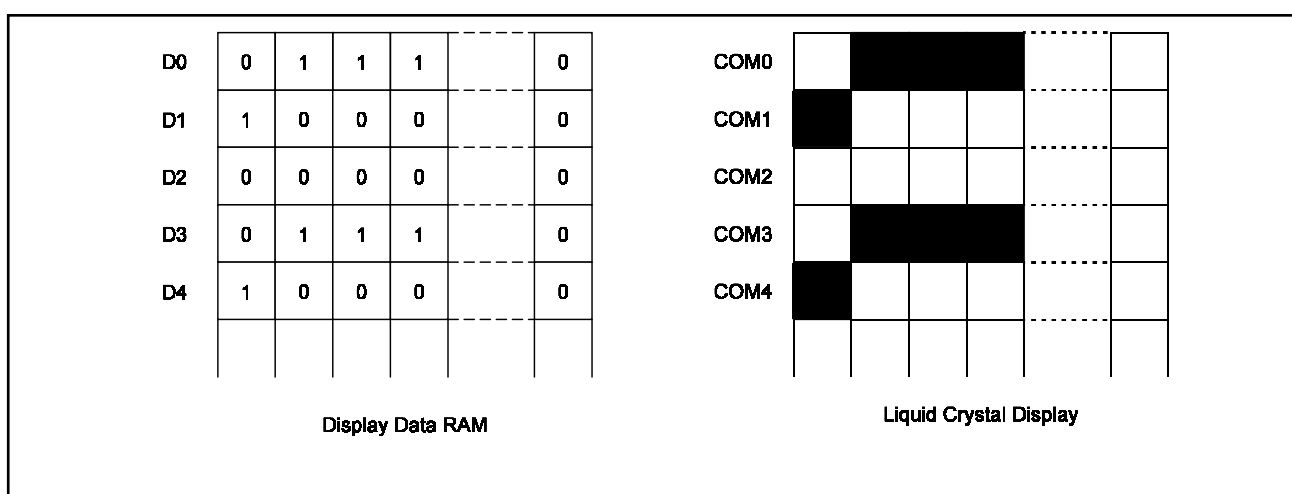 D0 0 1 1 1 0 COM0
D1 1 0 0 0 0 COM1
D2 0 0 0 0 0 COM2
D3 0 1 1 1 0 COM3
D4 1 0 0 0 0 COM4
Display Data RAM Liquid Crystal Display